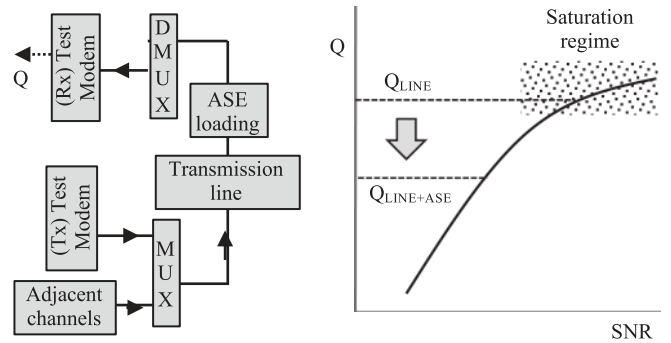 (Rx) Test
Modem
Q
D
M
U
X
ASE
loading
Transmission
line
(Tx) Test
Modem
M
U
X
Adjacent
channels
Q
Saturation
regime
QLINE
QLINE+ASE
SNR